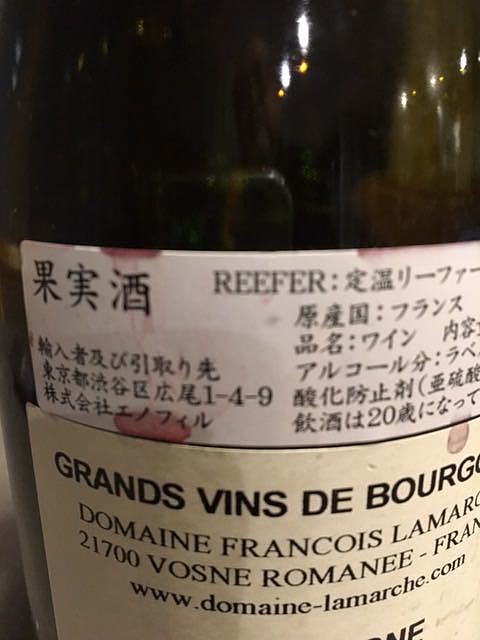 果実酒
REEFER:定温リーファー
原産国:フランス
品名:ワイン 内容
アルコール分:ラベ
酸化防止剤(亜硫酸
飲酒は20歳になって
輸入者及び引取り先
東京都渋谷区広尾1-4-9
株式会社エノフィル
GRANDS VINS DE BOURGO
DOMAINE FRANCOIS LAMARC
21700 VOSNE ROMANEE - FRAN
www.domaine-lamarche.com
GNE